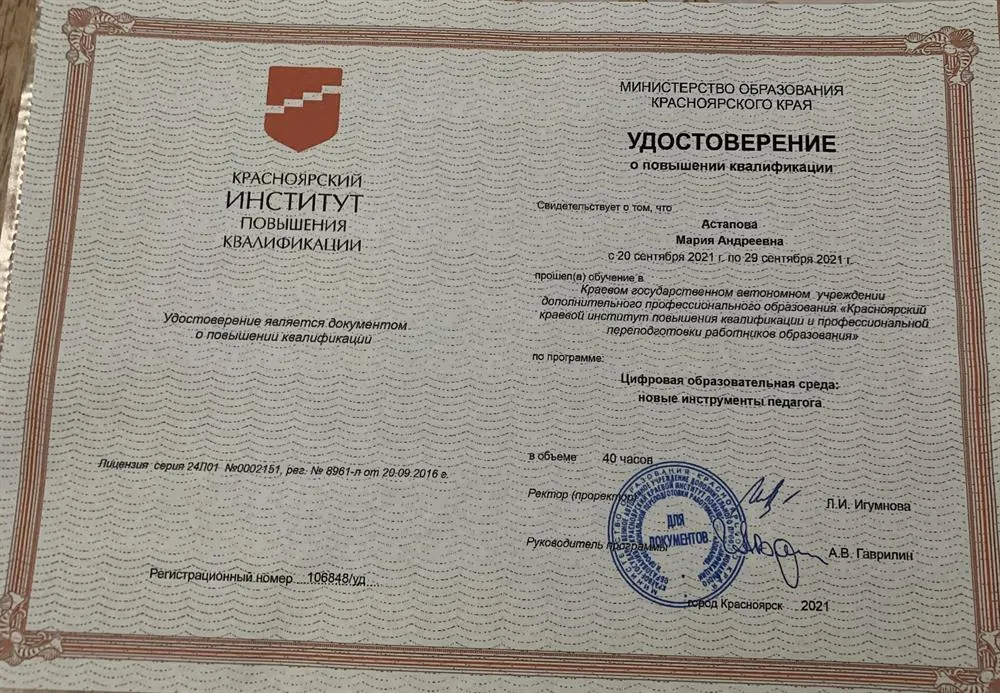 КРАСНОЯРСКИЙ
ИНСТИТУТ
ПОВЫШЕНИЯ
КВАЛИФИКАЦИИ
Удостоверение является документом
о повышении квалификации
Лицензия серия 24Л01 №0002151, рег. № 8961-л от 20.09.2016 г.
Регистрационный номер 106848/уд
МИНИСТЕРСТВО ОБРАЗОВАНИЯ
КРАСНОЯРСКОГО КРАЯ
УДОСТОВЕРЕНИЕ
о повышении квалификации
Свидетельствует о том, что
Астапова
Мария Андреевна
с 20 сентября 2021 г. по 29 сентября 2021 г.
прошел(а) обучение в
Краевом государственном автономном учреждении
дополнительного профессионального образования «Красноярский
краевой институт повышения квалификации и профессиональной
переподготовки работников образования»
по программе:
Цифровая образовательная среда:
новые инструменты педагога
в объеме 40 часов
Ректор (проректор)
Л.И. Игумнова
Руководитель программы
А.В. Гаврилин
ДЛЯ
ДОКУМЕНТОВ
город Красноярск 2021